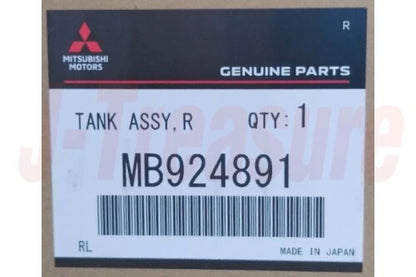 R
MITSUBISHI
MOTORS
GENUINE PARTS
TANK ASSY,R QTY:1
J-Treasure
MB924891
RL MADE IN JAPAN